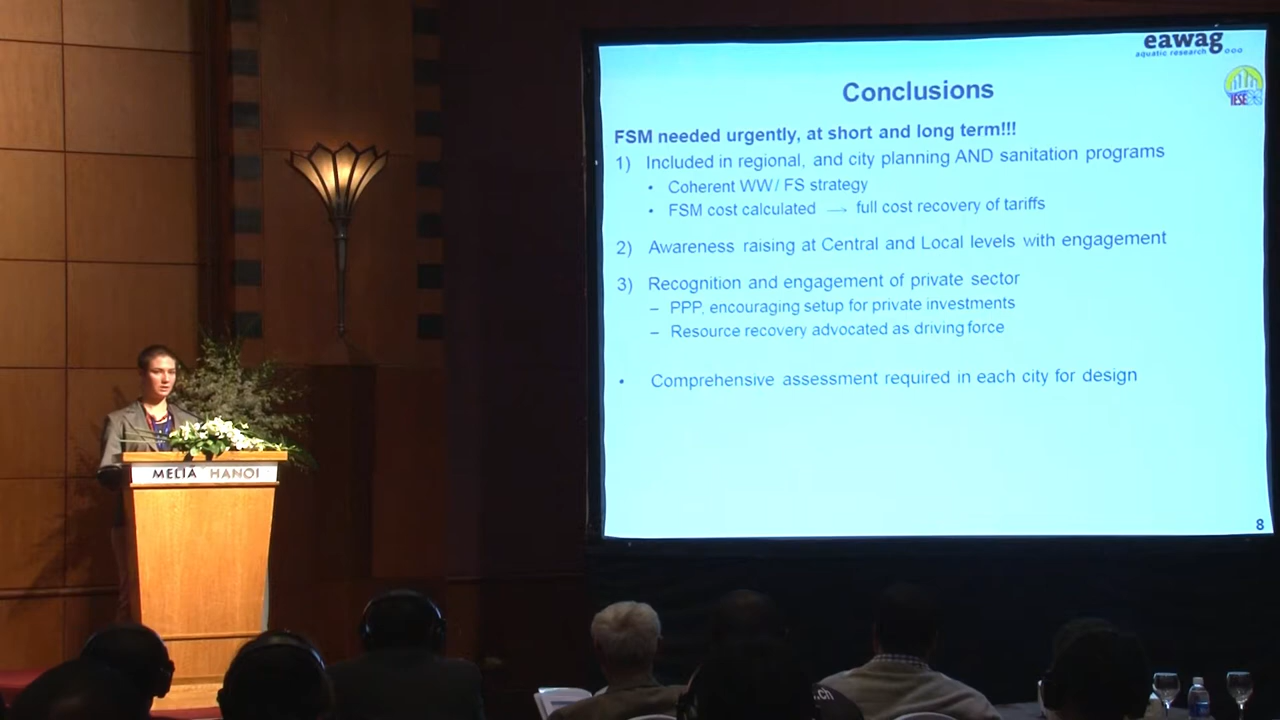 eawag
aquatic research
IESE
Conclusions
FSM needed urgently, at short and long term!!!
1) Included in regional, and city planning AND sanitation programs
• Coherent WW/ FS strategy
• FSM cost calculated → full cost recovery of tariffs
2) Awareness raising at Central and Local levels with engagement
3) Recognition and engagement of private sector
– PPP, encouraging setup for private investments
– Resource recovery advocated as driving force
• Comprehensive assessment required in each city for design
8
MELIÃ HANOI
.ch